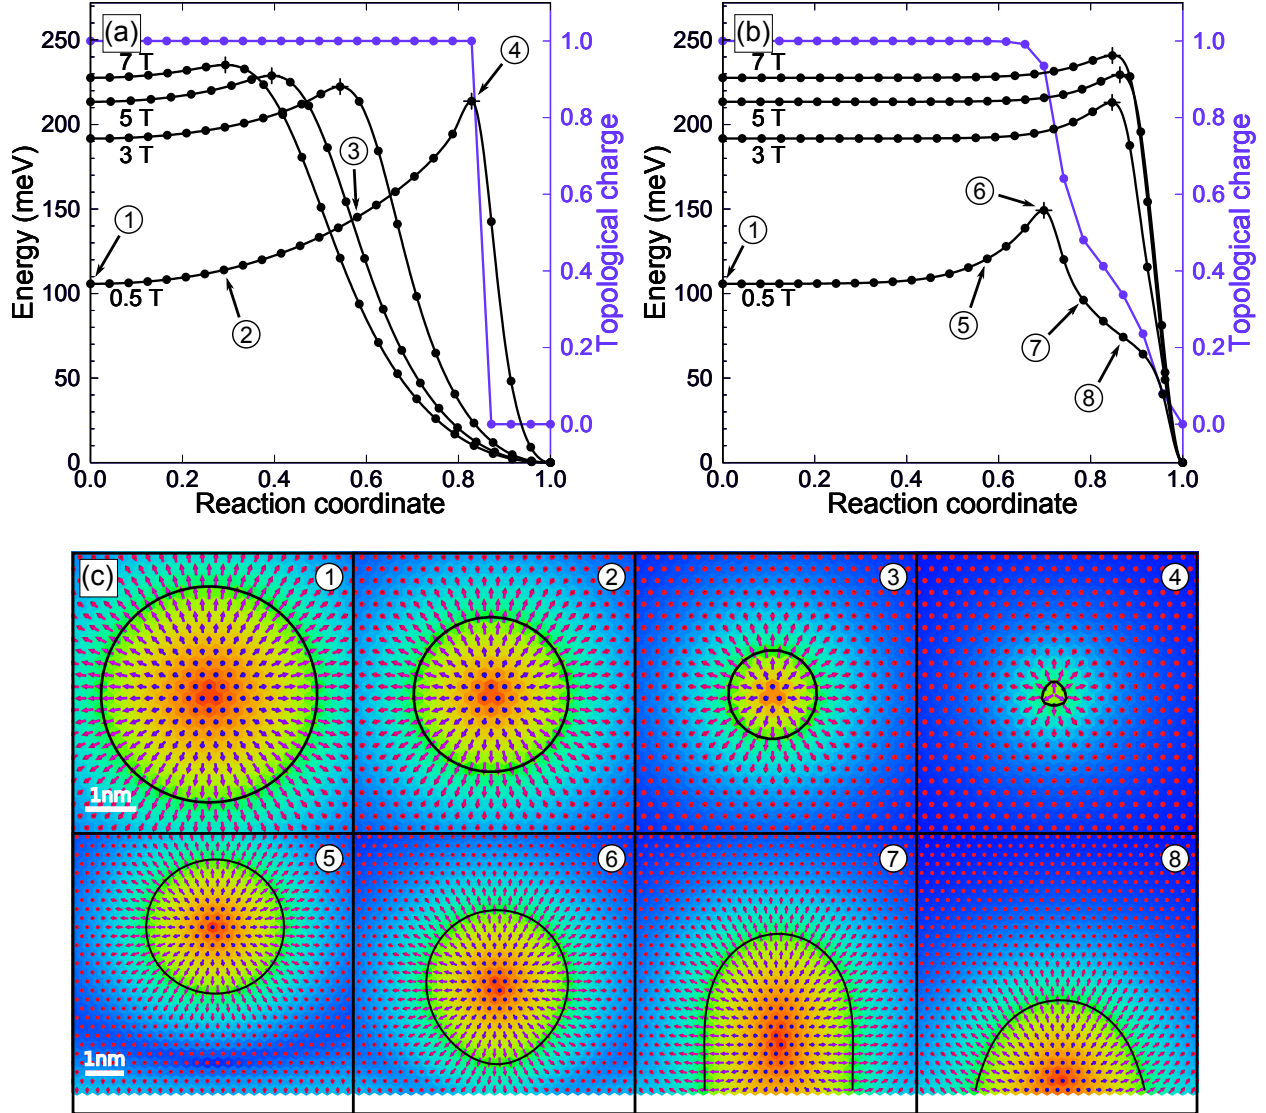 (a)
250
200
150
100
50
0
Energy (meV)
7 T
5 T
3 T
0.5 T
1
2
3
4
1.0
0.8
0.6
0.4
0.2
0.0
Topological charge
0.0 0.2 0.4 0.6 0.8 1.0
Reaction coordinate
(b)
250
200
150
100
50
0
Energy (meV)
7 T
5 T
3 T
0.5 T
1
5
6
7
8
1.0
0.8
0.6
0.4
0.2
0.0
Topological charge
0.0 0.2 0.4 0.6 0.8 1.0
Reaction coordinate
(c)
1
2
3
4
1nm
5
6
7
8
1nm